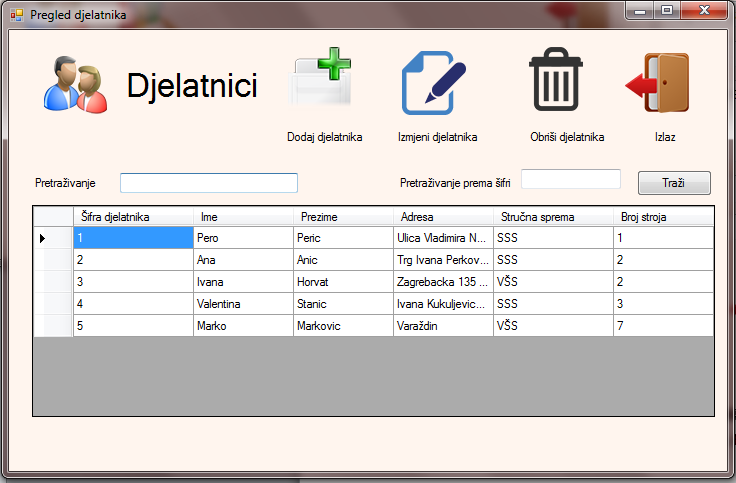 Pregled djelatnika
Djelatnici
Dodaj djelatnika
Izmjeni djelatnika
Obriši djelatnika
Izlaz
Pretraživanje
Pretraživanje prema šifri
Traži
Šifra djelatnika Ime Prezime Adresa Stručna sprema Broj stroja
1 Pero Peric Ulica Vladimira N... SSS 1
2 Ana Anic Trg Ivana Perkov... SSS 2
3 Ivana Horvat Zagrebacka 135 ... VŠS 2
4 Valentina Stanic Ivana Kukuljevic... SSS 3
5 Marko Markovic Varaždin VŠS 7